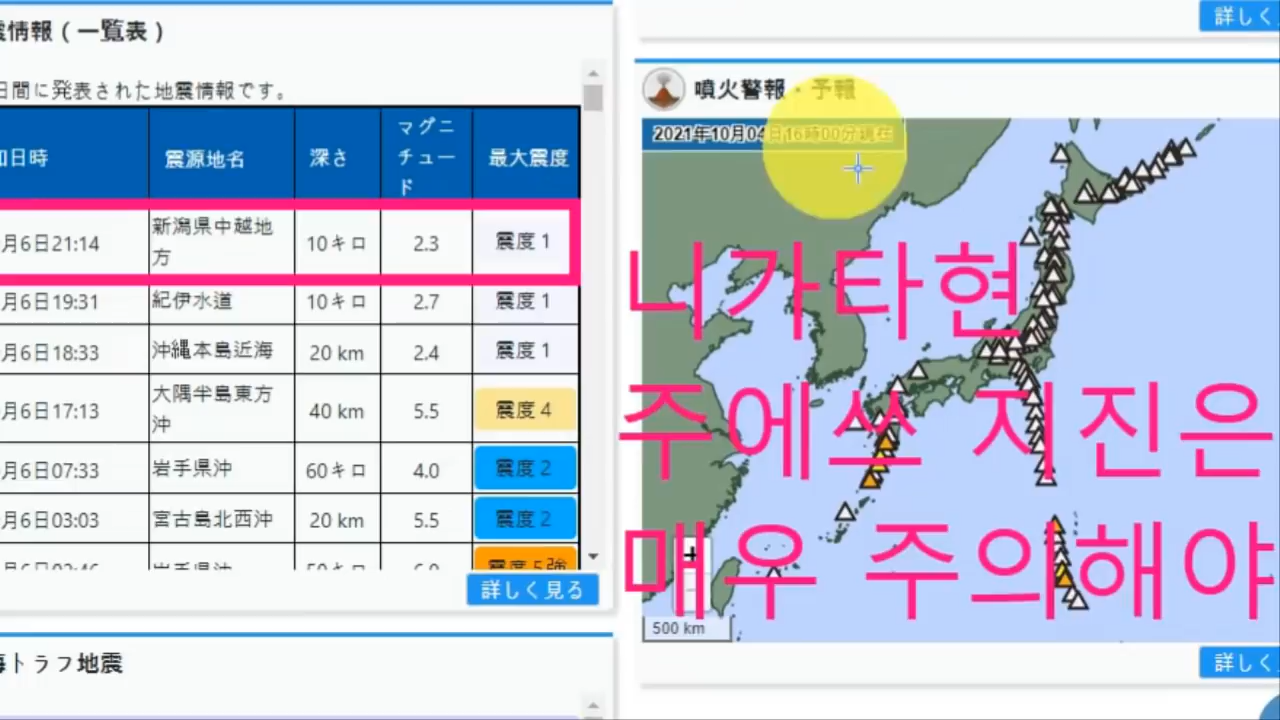 震情報（一覧表）
日間に発表された地震情報です。
知日時 震源地名 深さ マグニチュード 最大震度
月6日21:14 新潟県中越地方 10キロ 2.3 震度1
月6日19:31 紀伊水道 10キロ 2.7 震度1
月6日18:33 沖縄本島近海 20 km 2.4 震度1
月6日17:13 大隅半島東方沖 40 km 5.5 震度4
月6日07:33 岩手県沖 60キロ 4.0 震度2
月6日03:03 宮古島北西沖 20 km 5.5 震度2
詳しく見る
海トラフ地震
詳しく
噴火警報・予報
2021年10月04日16時00分現在
니가타현
주에쓰 지진은
매우 주의해야
+
500 km
詳しく